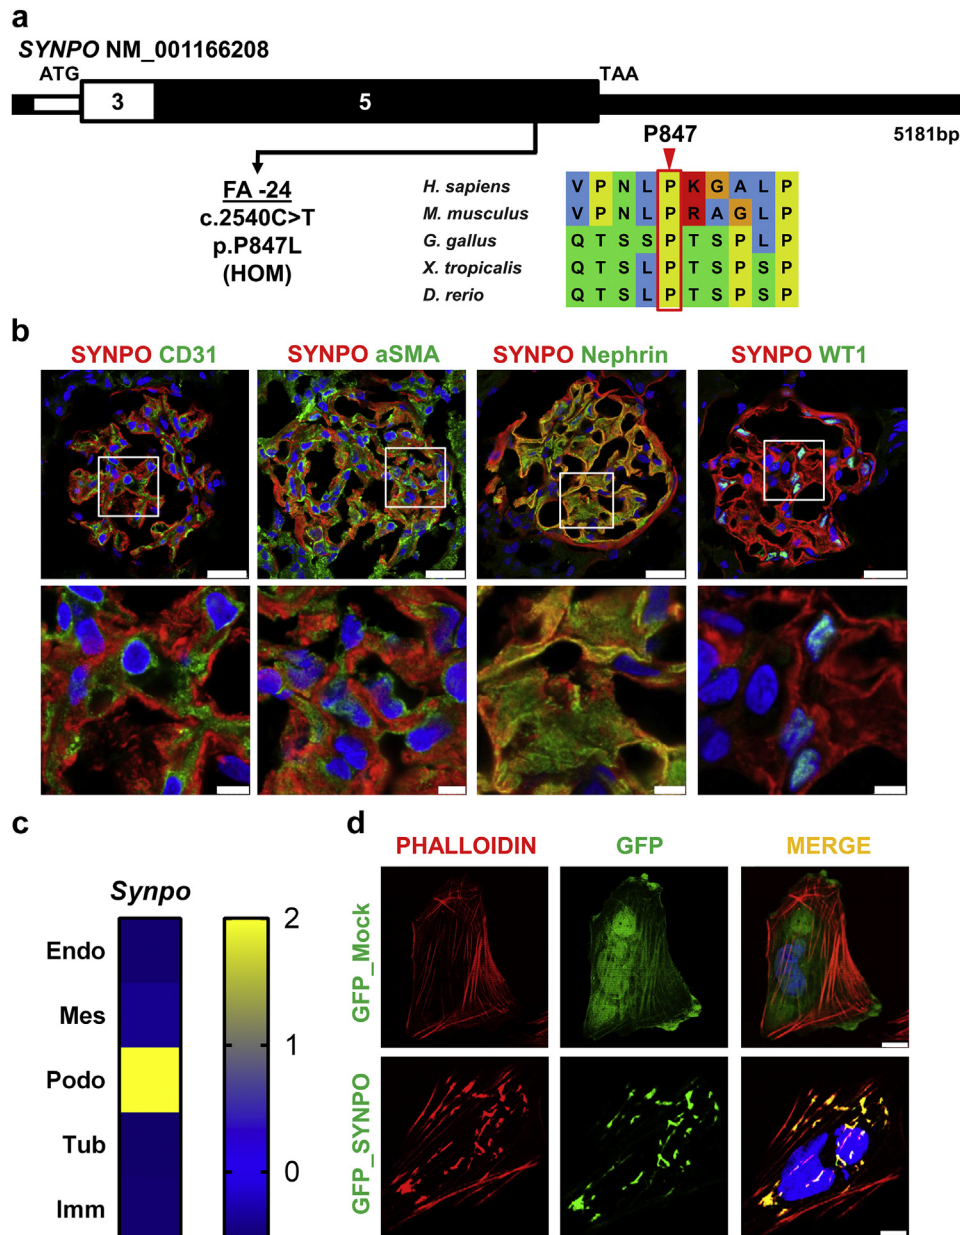 a
SYNPO NM_001166208
ATG
TAA
3
5
5181bp
P847
FA -24
c.2540C>T
p.P847L
(HOM)
H. sapiens V P N L P K G A L P
M. musculus V P N L P R A G L P
G. gallus Q T S S P T S P L P
X. tropicalis Q T S L P T S P S P
D. rerio Q T S L P T S P S P
b
SYNPO CD31
SYNPO aSMA
SYNPO Nephrin
SYNPO WT1
c
Synpo
Endo
Mes
Podo
Tub
Imm
2
1
0
d
PHALLOIDIN
GFP
MERGE
GFP_Mock
GFP_SYNPO